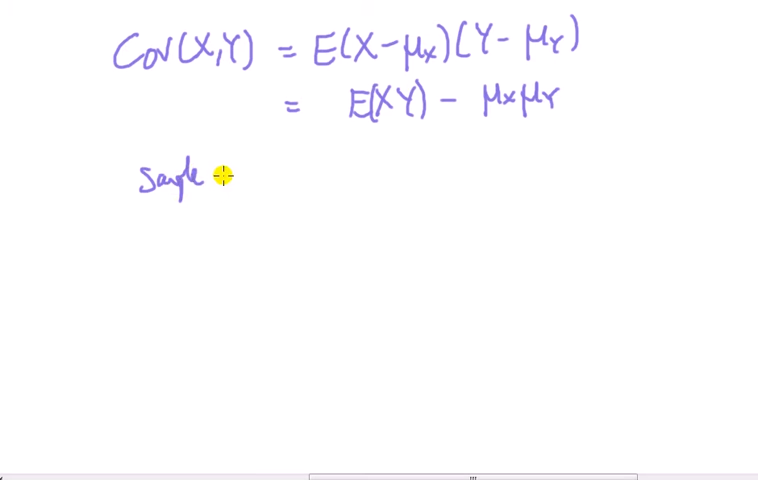 Cov(X,Y) = E(X-μx)(Y-μY)
= E(XY) - μxμY
Sample